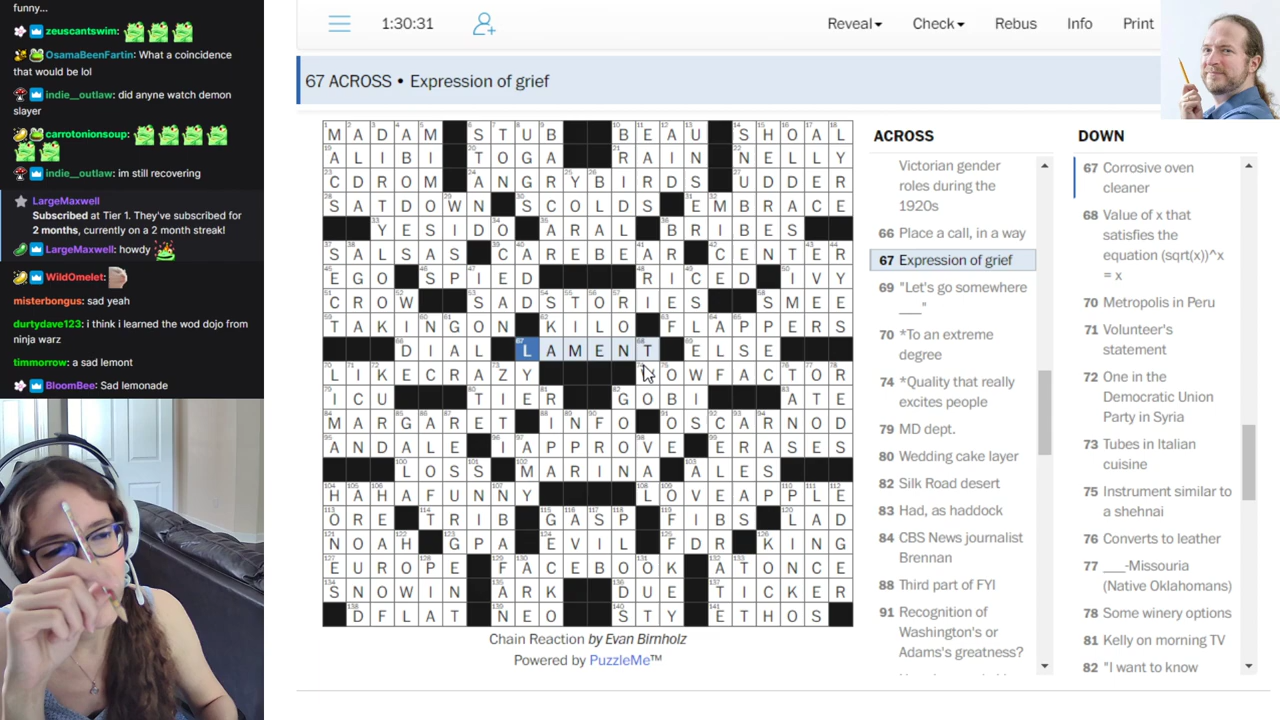 funny...
zeuscantswim:
OsamaBeenFartin: What a coincidence
that would be lol
indie__outlaw: did anyne watch demon
slayer
carrotonionsoup:
indie__outlaw: im still recovering
LargeMaxwell
Subscribed at Tier 1. They've subscribed for
2 months, currently on a 2 month streak!
LargeMaxwell: howdy
WildOmelet:
misterbongus: sad yeah
durtydave123: i think i learned the wod dojo from
ninja warz
timmorrow: a sad lemont
BloomBee: Sad lemonade
1:30:31
Reveal Check Rebus Info Print
67 ACROSS • Expression of grief
MADAM STUB BEAU SHOAL
ALIBI TOGA RAIN NELLY
CDROM ANGRYBIRDS UDDER
SATDOWN SCOLDS EMBRACE
YESIDO ARAL BRIBES
SALSAS CAREBEAR CENTER
EGO SPIED RICED IVY
CROW SADSTORIES SMEE
TAKINGON KILO FLAPPERS
DIAL LAMENT ELSE
LIKECRAZY WOWFACTOR
ICU TIER GOBI ATE
MARGARET INFO OSCARNOD
ANDALE IAPPROVE ERASES
LOSS MARINA ALES
HAHAFUNNY LOVEAPPLE
ORE TRIB GASP FIBS LAD
NOAH GPA EVIL FDR KING
EUROPE FACEBOOK ATONCE
SNOWIN ARK DUE TICKER
DFLAT NEO STY ETHOS
Chain Reaction by Evan Birnholz
Powered by PuzzleMe™
ACROSS
Victorian gender
roles during the
1920s
66 Place a call, in a way
67 Expression of grief
69 "Let's go somewhere
___"
70 *To an extreme
degree
74 *Quality that really
excites people
79 MD dept.
80 Wedding cake layer
82 Silk Road desert
83 Had, as haddock
84 CBS News journalist
Brennan
88 Third part of FYI
91 Recognition of
Washington's or
Adams's greatness?
DOWN
67 Corrosive oven
cleaner
68 Value of x that
satisfies the
equation (sqrt(x))^x
= x
70 Metropolis in Peru
71 Volunteer's
statement
72 One in the
Democratic Union
Party in Syria
73 Tubes in Italian
cuisine
75 Instrument similar to
a shehnai
76 Converts to leather
77 ___-Missouria
(Native Oklahomans)
78 Some winery options
81 Kelly on morning TV
82 "I want to know